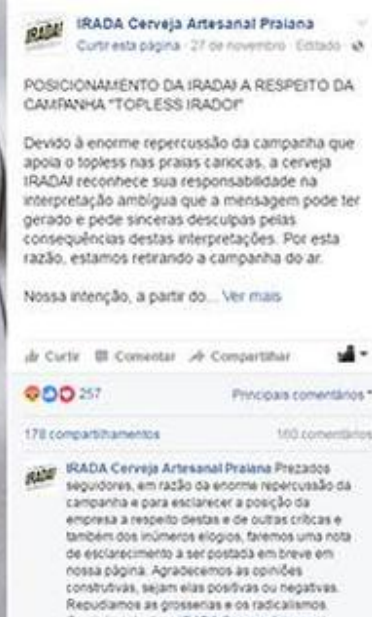 IRADA!
IRADA Cerveja Artesanal Praiana
Curtir esta página · 27 de novembro · Editado ·
POSICIONAMENTO DA IRADA! A RESPEITO DA
CAMPANHA "TOPLESS IRADO!"
Devido à enorme repercussão da campanha que
apoia o topless nas praias cariocas, a cerveja
IRADA! reconhece sua responsabilidade na
interpretação ambígua que a mensagem pode ter
gerado e pede sinceras desculpas pelas
consequências destas interpretações. Por esta
razão, estamos retirando a campanha do ar.
Nossa intenção, a partir do... Ver mais
Curtir Comentar Compartilhar
257 Principais comentários
178 compartilhamentos 160 comentários
IRADA!
IRADA Cerveja Artesanal Praiana Prezados
seguidores, em razão da enorme repercussão da
campanha e para esclarecer a posição da
empresa a respeito destas e de outras críticas e
também dos inúmeros elogios, faremos uma nota
de esclarecimento a ser postada em breve em
nossa página. Agradecemos as opiniões
construtivas, sejam elas positivas ou negativas.
Repudiamos as grosserias e os radicalismos.